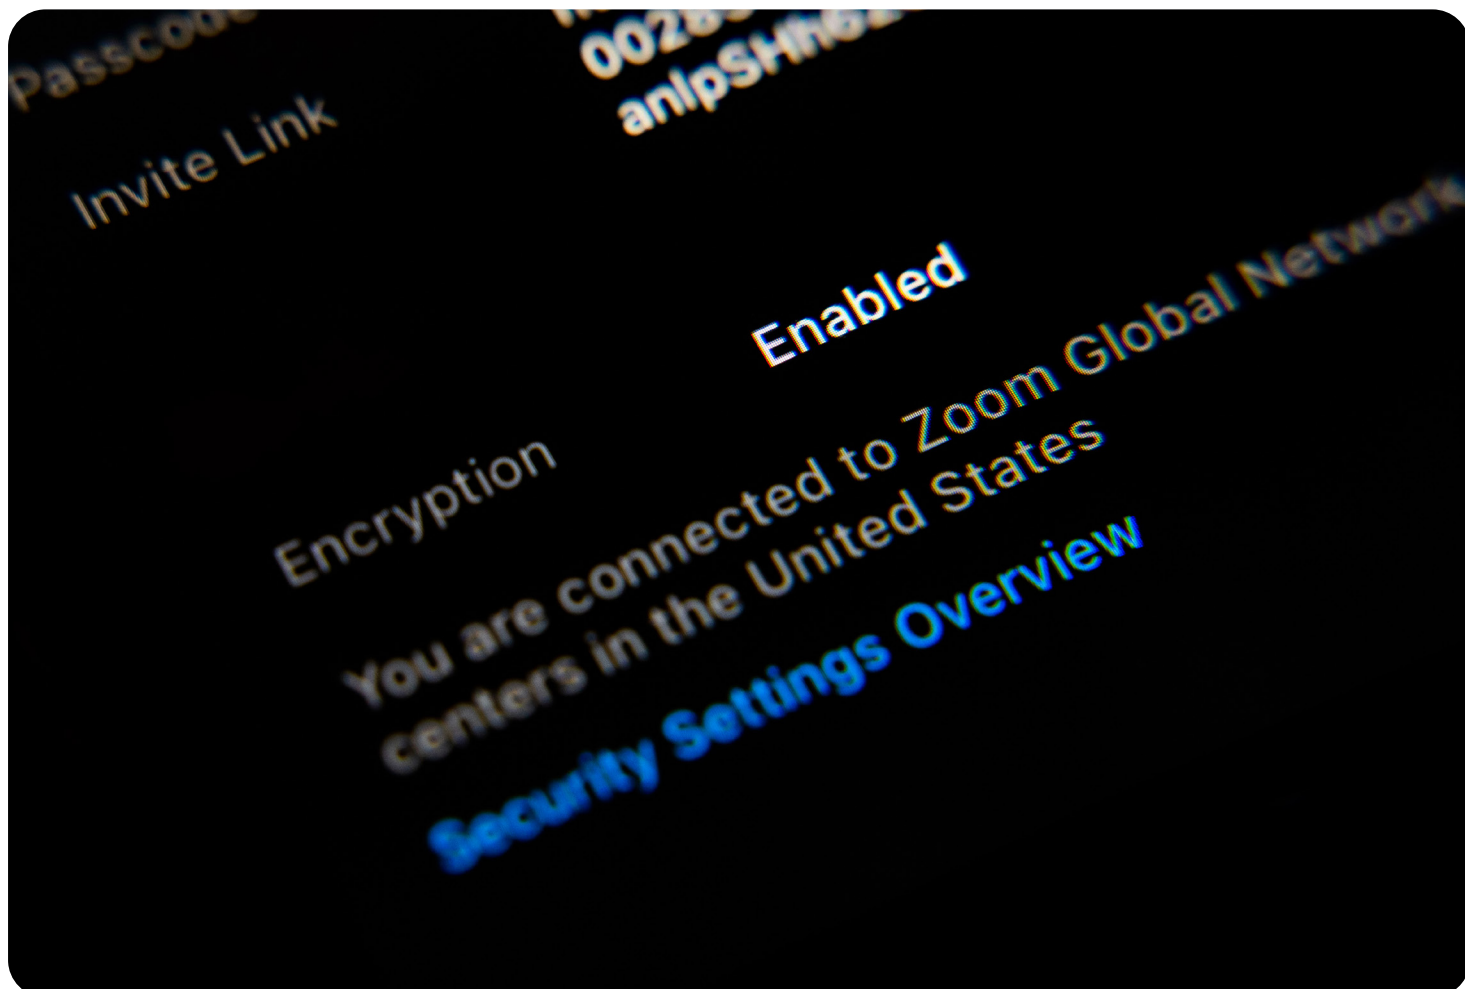 Passcode
Invite Link
Enabled
Encryption
You are connected to Zoom Global Network
centers in the United States
Security Settings Overview